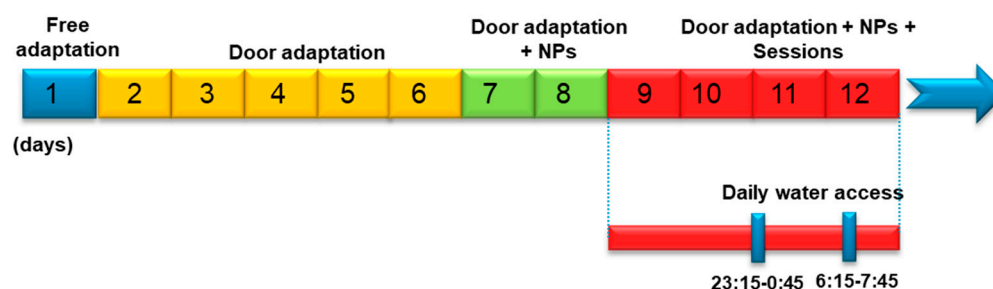 Free
adaptation
Door adaptation
Door adaptation
+ NPs
Door adaptation + NPs +
Sessions
1 2 3 4 5 6 7 8 9 10 11 12
(days)
Daily water access
23:15-0:45 6:15-7:45